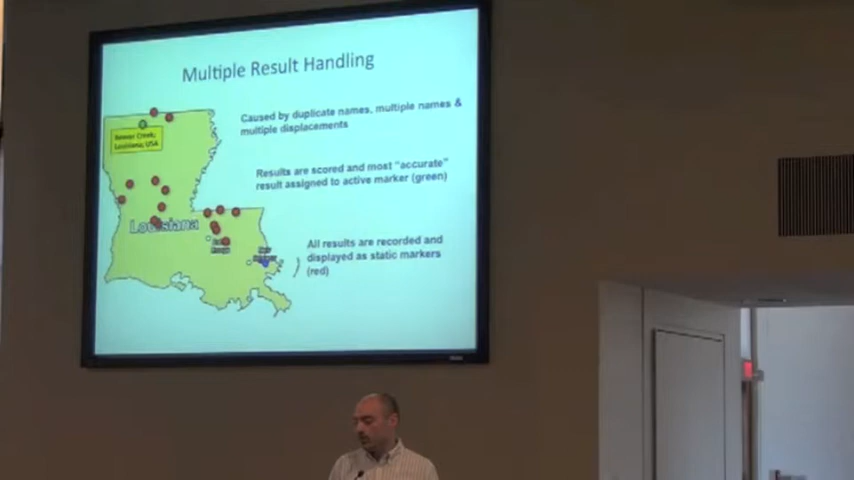 Multiple Result Handling
Caused by duplicate names, multiple names &
multiple displacements
Beaver Creek,
Louisiana, USA
Results are scored and most "accurate"
result assigned to active marker (green)
Louisiana
All results are recorded and
displayed as static markers
(red)